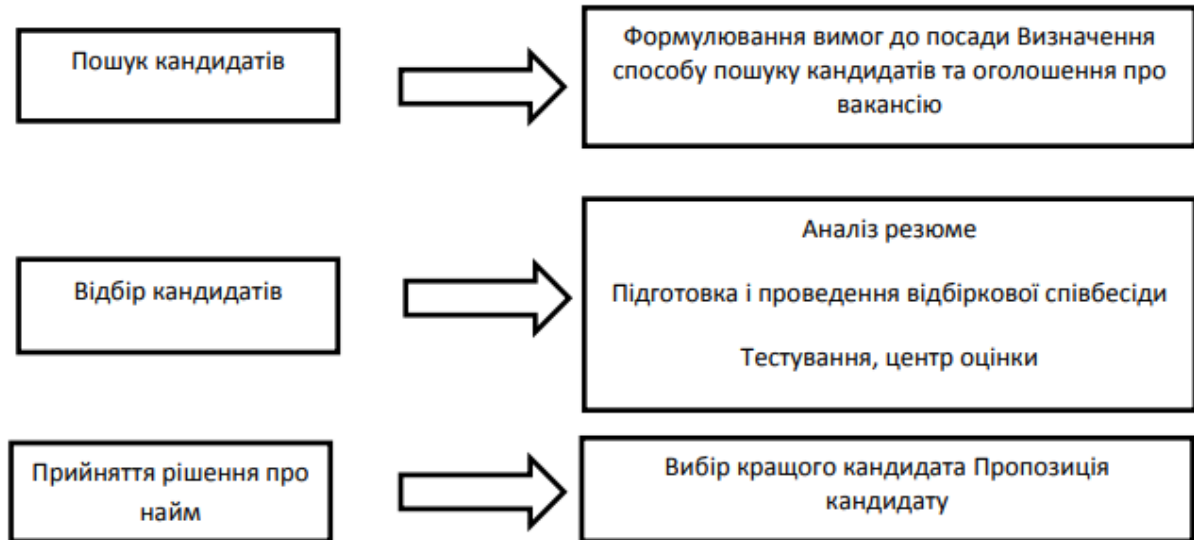 Пошук кандидатів
Формулювання вимог до посади Визначення
способу пошуку кандидатів та оголошення про
вакансію
Відбір кандидатів
Аналіз резюме
Підготовка і проведення відбіркової співбесіди
Тестування, центр оцінки
Прийняття рішення про
найм
Вибір кращого кандидата Пропозиція
кандидату